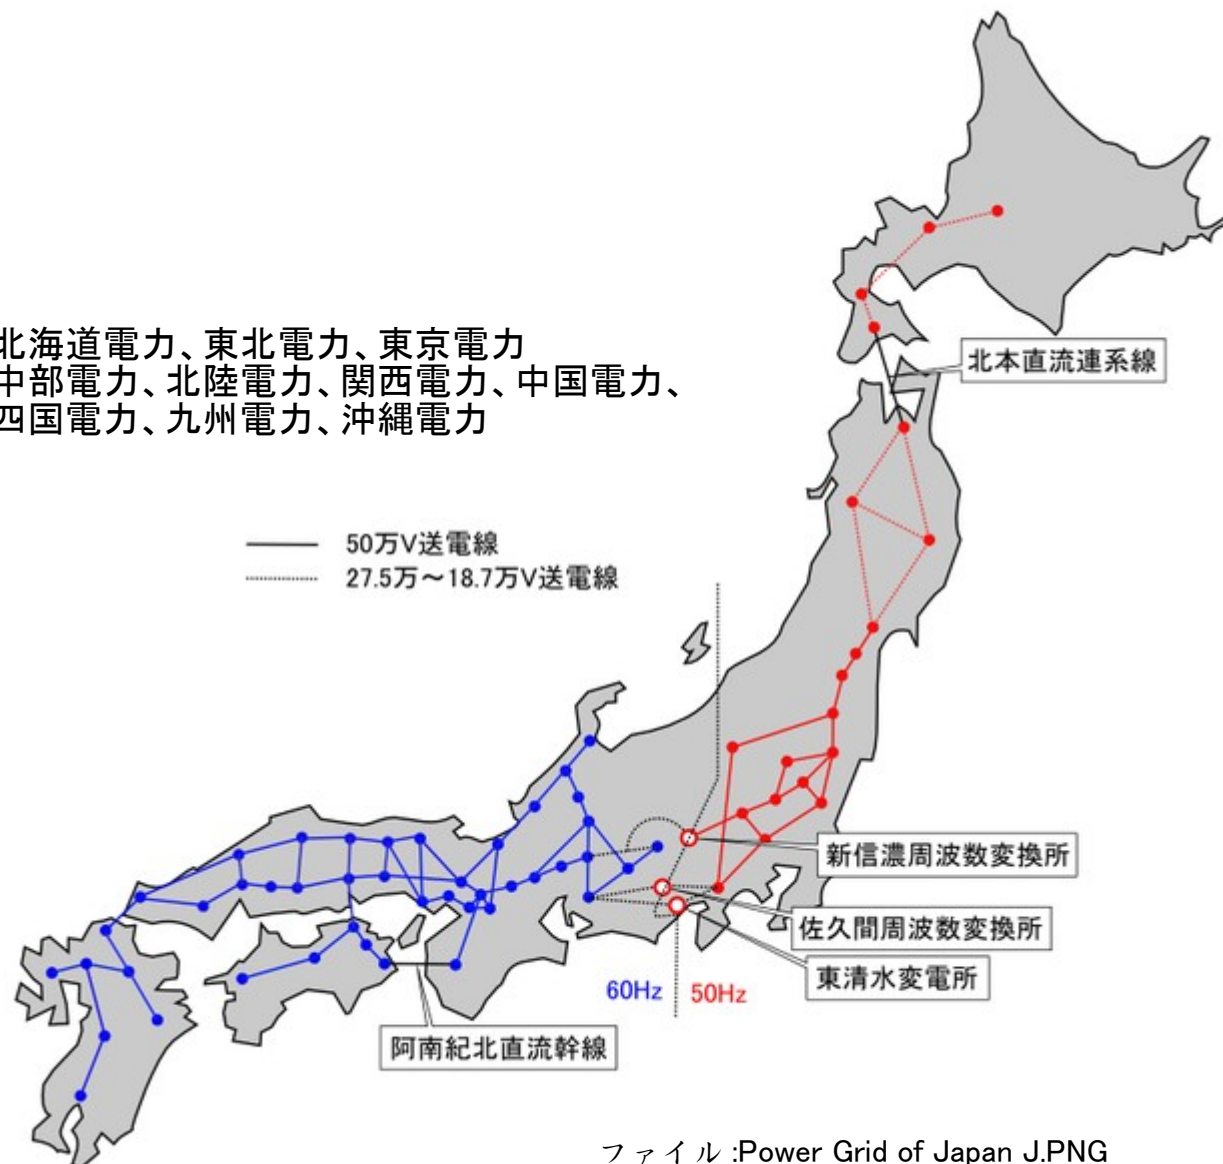 北海道電力、東北電力、東京電力
中部電力、北陸電力、関西電力、中国電力、
四国電力、九州電力、沖縄電力
北本直流連系線
50万V送電線
27.5万～18.7万V送電線
新信濃周波数変換所
佐久間周波数変換所
東清水変電所
60Hz 50Hz
阿南紀北直流幹線
ファイル:Power Grid of Japan J.PNG